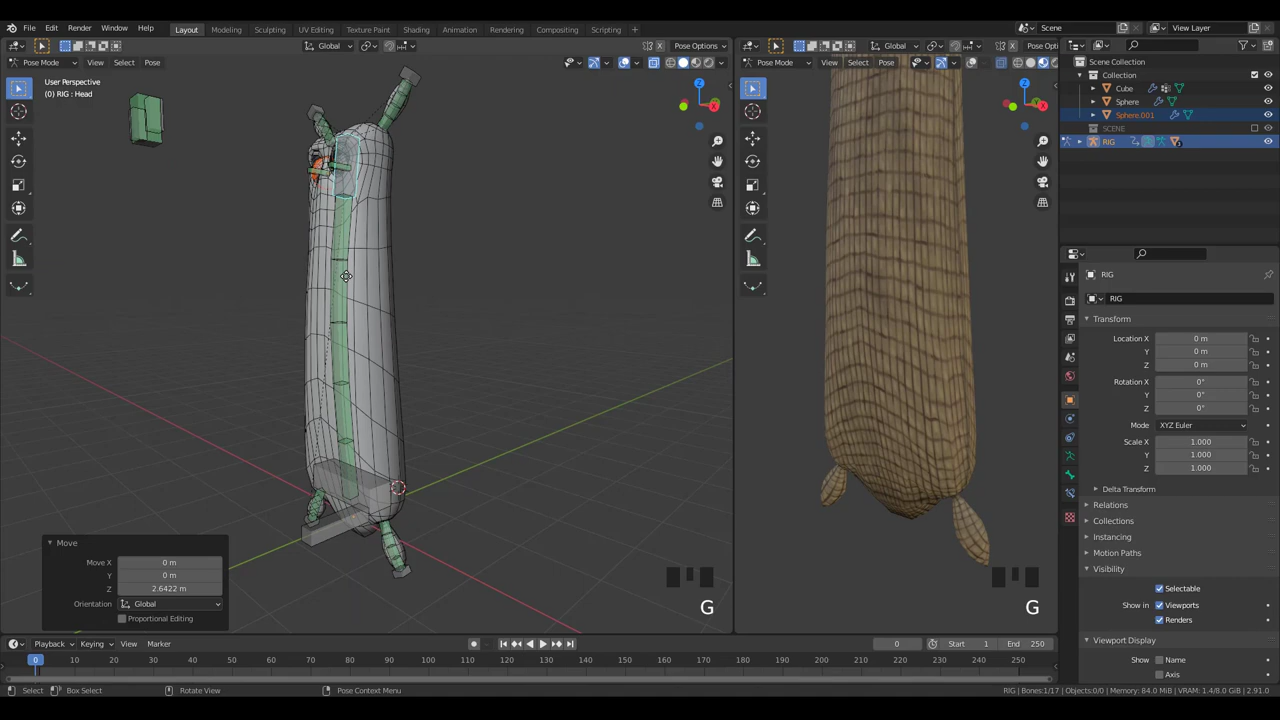 File Edit Render Window Help Layout Modeling Sculpting UV Editing Texture Paint Shading Animation Rendering Compositing Scripting + Scene View Layer
Global Pose Options Global Pose Opti
Pose Mode View Select Pose Pose Mode View Select Pose
User Perspective
(0) RIG : Head
Z
X
Z
X
Scene Collection
Collection
Cube
Sphere
Sphere.001
SCENE
RIG
RIG
RIG
Transform
Location X 0 m
Y 0 m
Z 0 m
Rotation X 0°
Y 0°
Z 0°
Mode XYZ Euler
Scale X 1.000
Y 1.000
Z 1.000
Delta Transform
Relations
Collections
Instancing
Motion Paths
Visibility
Selectable
Show in Viewports
Renders
Viewport Display
Show Name
Axis
Move
Move X 0 m
Y 0 m
Z 2.6422 m
Orientation Global
Proportional Editing
G
G
Playback Keying View Marker 0 Start 1 End 250
0 10 20 30 40 50 60 70 80 90 100 110 120 130 140 150 160 170 180 190 200 210 220 230 240 250
Select Box Select Rotate View Pose Context Menu RIG | Bones:1/17 | Objects:0/0 | Memory: 84.0 MiB | VRAM: 1.4/8.0 GiB | 2.91.0